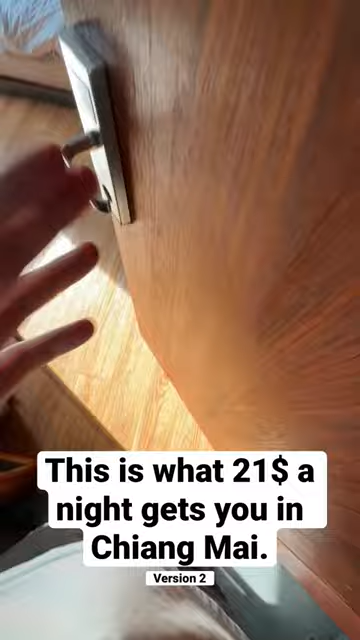 This is what 21$ a
night gets you in
Chiang Mai.
Version 2